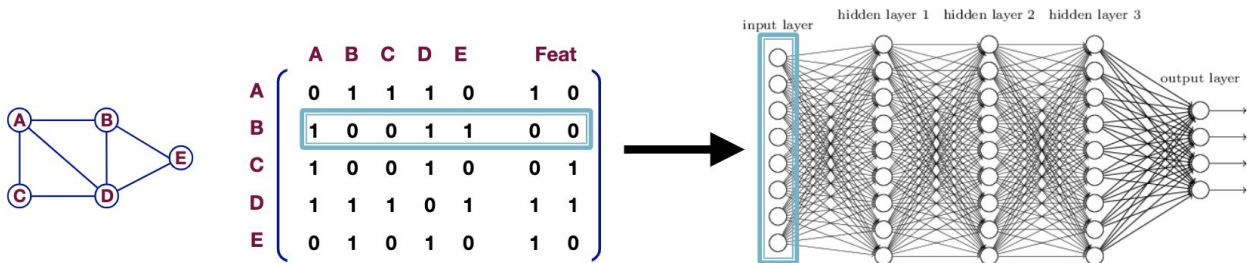 A B
C D
E
A B C D E Feat
A 0 1 1 1 0 1 0
B 1 0 0 1 1 0 0
C 1 0 0 1 0 0 1
D 1 1 1 0 1 1 1
E 0 1 0 1 0 1 0
input layer
hidden layer 1 hidden layer 2 hidden layer 3
output layer